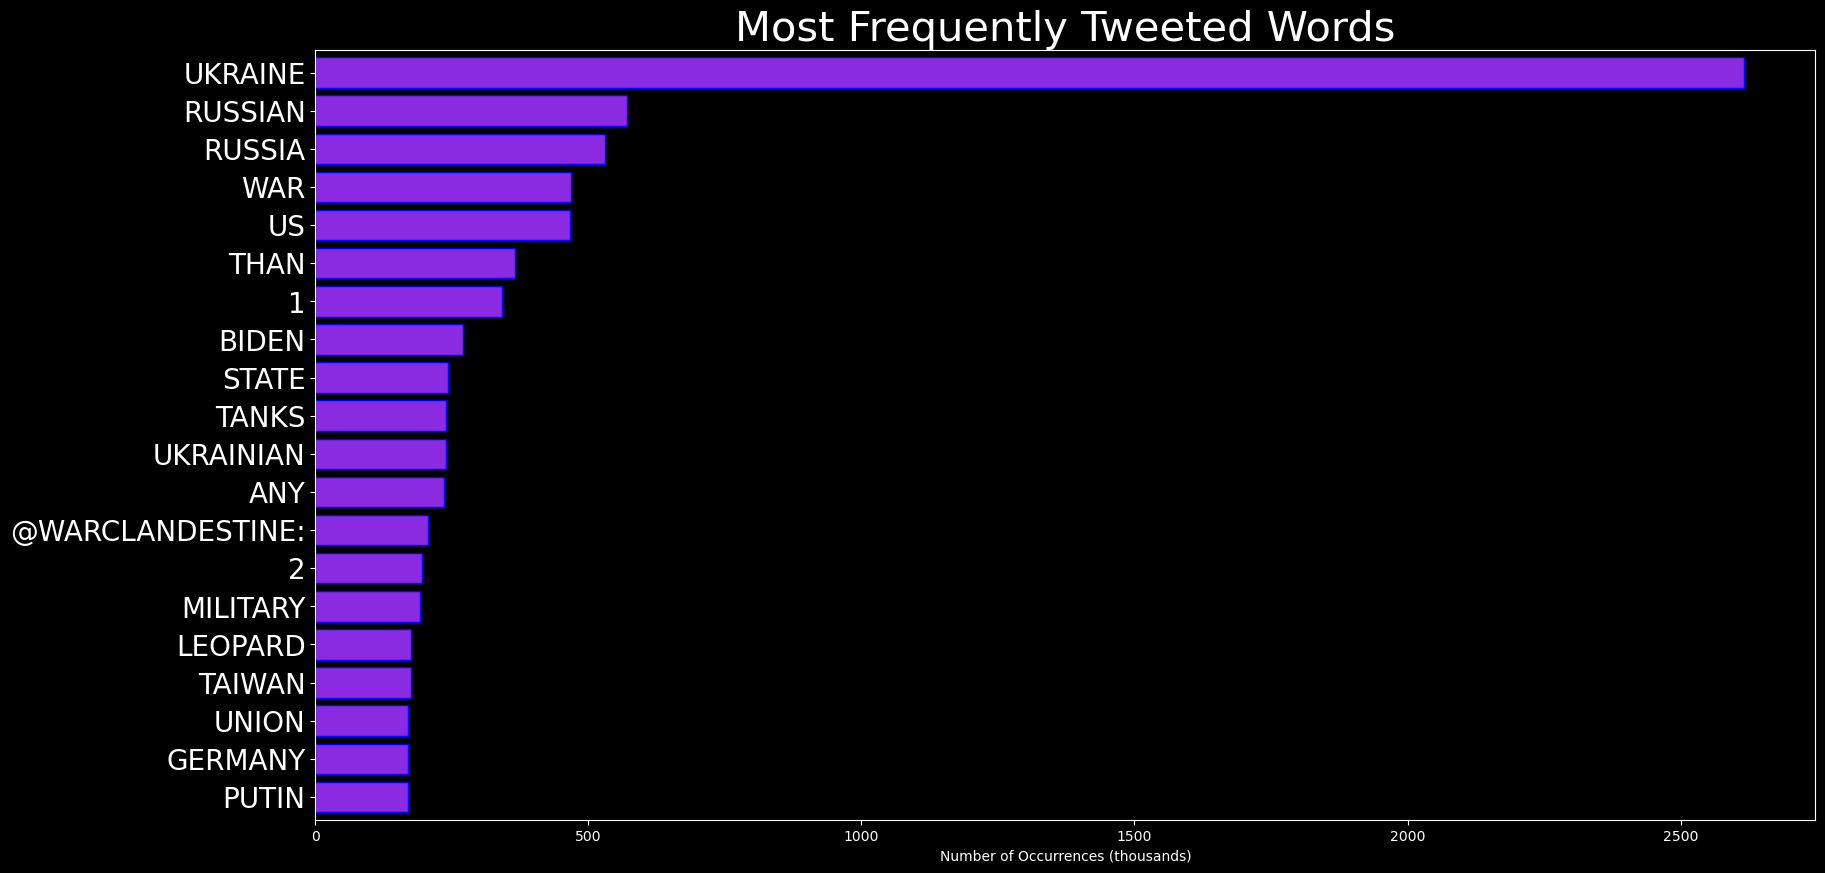 Most Frequently Tweeted Words
UKRAINE
RUSSIAN
RUSSIA
WAR
US
THAN
1
BIDEN
STATE
TANKS
UKRAINIAN
ANY
@WARCLANDESTINE:
2
MILITARY
LEOPARD
TAIWAN
UNION
GERMANY
PUTIN
0 500 1000 1500 2000 2500
Number of Occurrences (thousands)